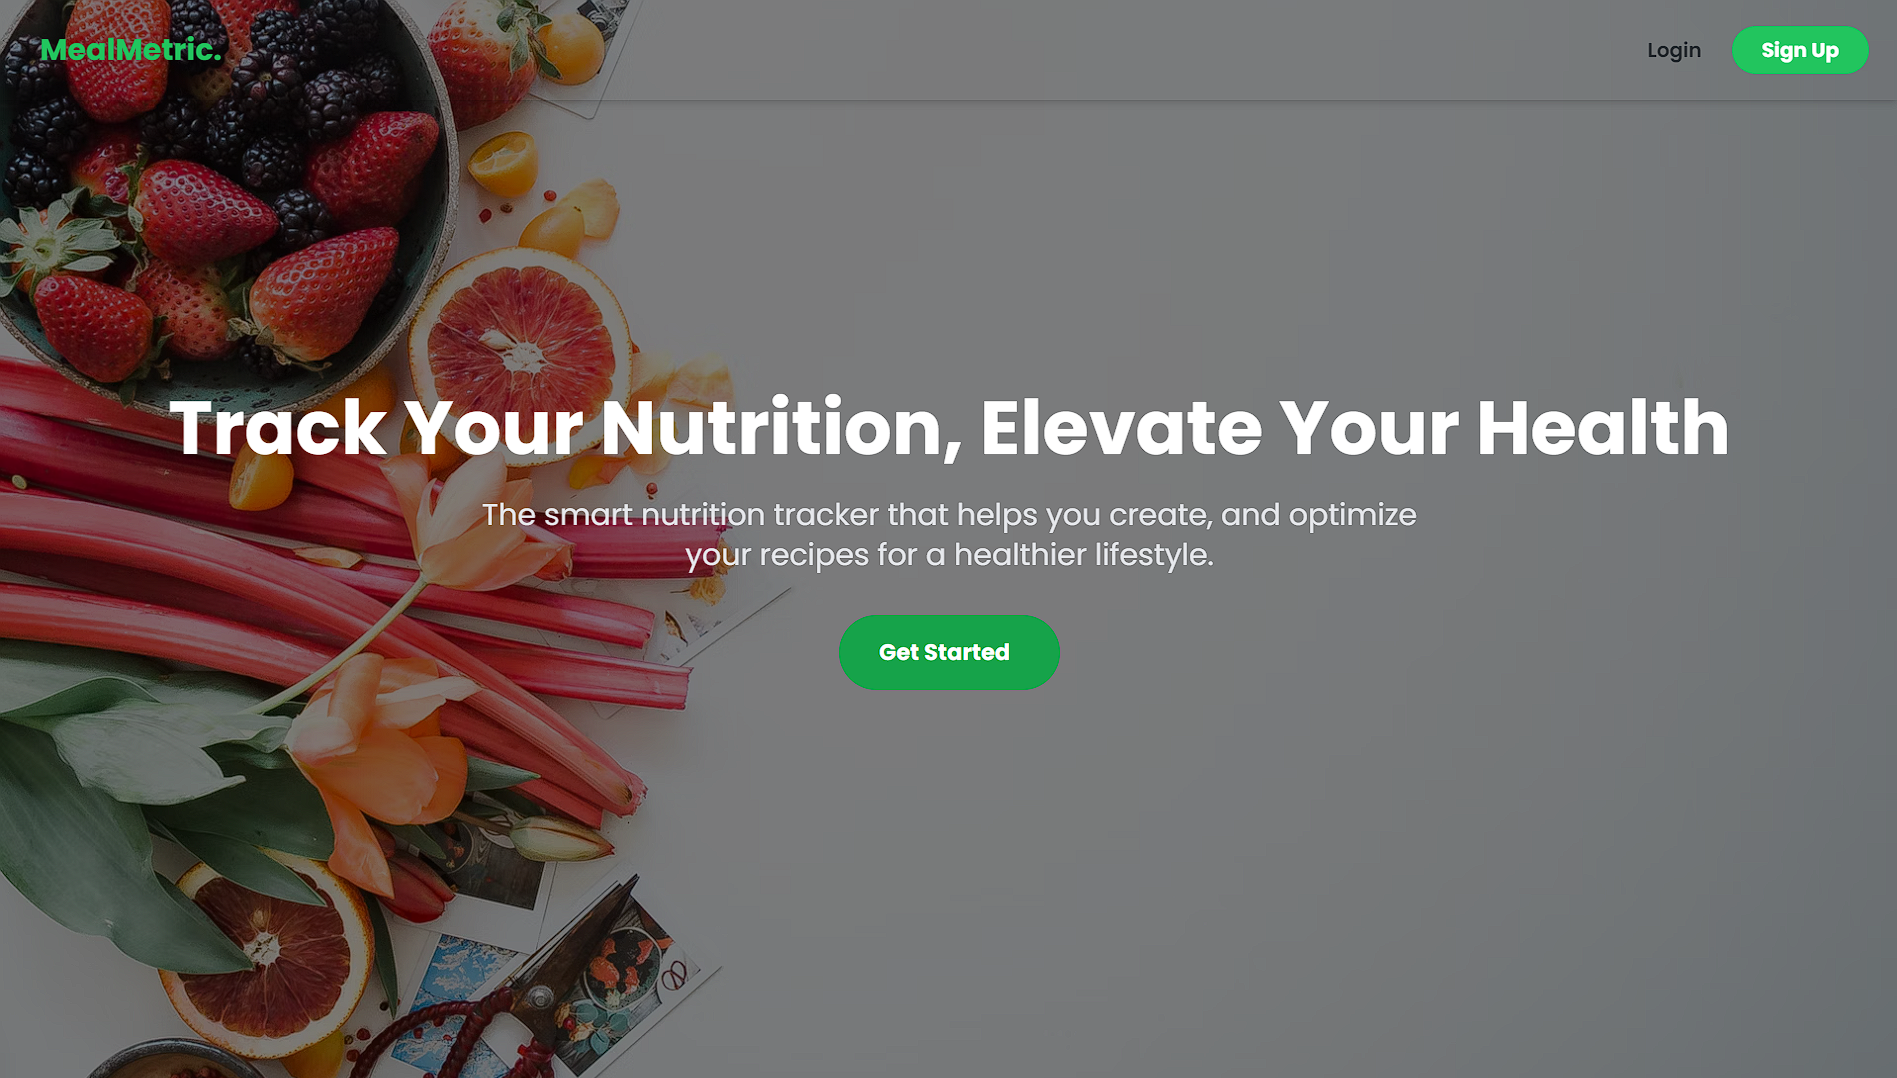 MealMetric.
Login
Sign Up
Track Your Nutrition, Elevate Your Health
The smart nutrition tracker that helps you create, and optimize
your recipes for a healthier lifestyle.
Get Started